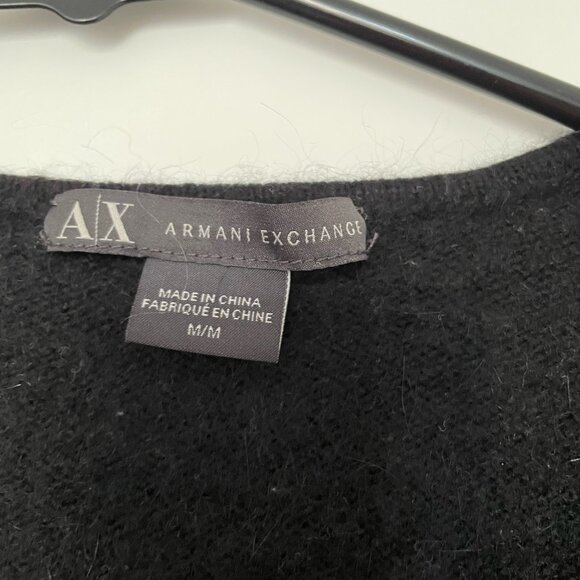 A|X ARMANI EXCHANGE
MADE IN CHINA
FABRIQUÉ EN CHINE
M/M